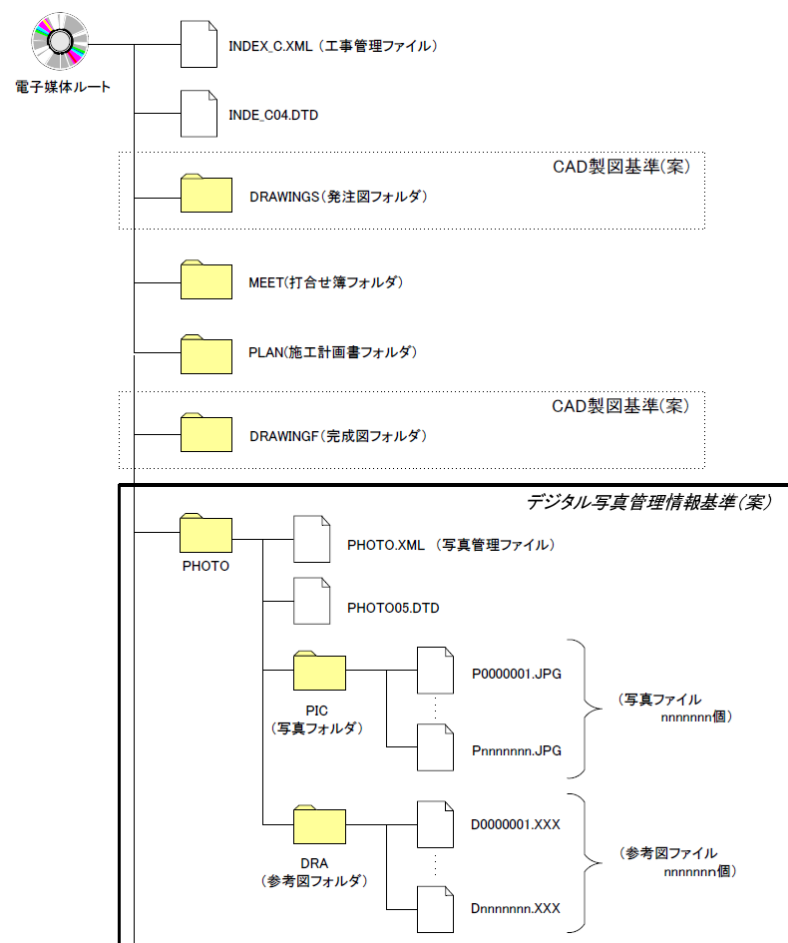 INDEX_C.XML （工事管理ファイル）
電子媒体ルート
INDE_C04.DTD
CAD製図基準(案)
DRAWINGS(発注図フォルダ)
MEET(打合せ簿フォルダ)
PLAN(施工計画書フォルダ)
CAD製図基準(案)
DRAWINGF(完成図フォルダ)
デジタル写真管理情報基準(案)
PHOTO
PHOTO.XML （写真管理ファイル）
PHOTO05.DTD
PIC
（写真フォルダ）
P0000001.JPG
Pnnnnnnn.JPG
（写真ファイル
nnnnnnn個）
DRA
（参考図フォルダ）
D0000001.XXX
Dnnnnnnn.XXX
（参考図ファイル
nnnnnnn個）